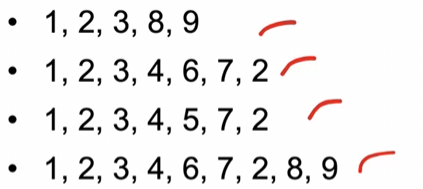 • 1, 2, 3, 8, 9
• 1, 2, 3, 4, 6, 7, 2
• 1, 2, 3, 4, 5, 7, 2
• 1, 2, 3, 4, 6, 7, 2, 8, 9